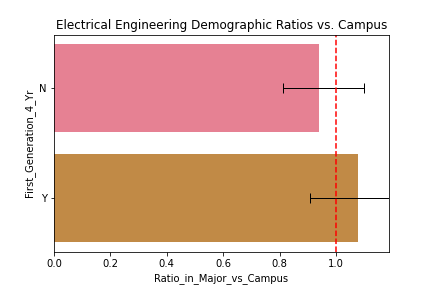 Electrical Engineering Demographic Ratios vs. Campus
First_Generation_4_Yr
N
Y
0.0 0.2 0.4 0.6 0.8 1.0
Ratio_in_Major_vs_Campus